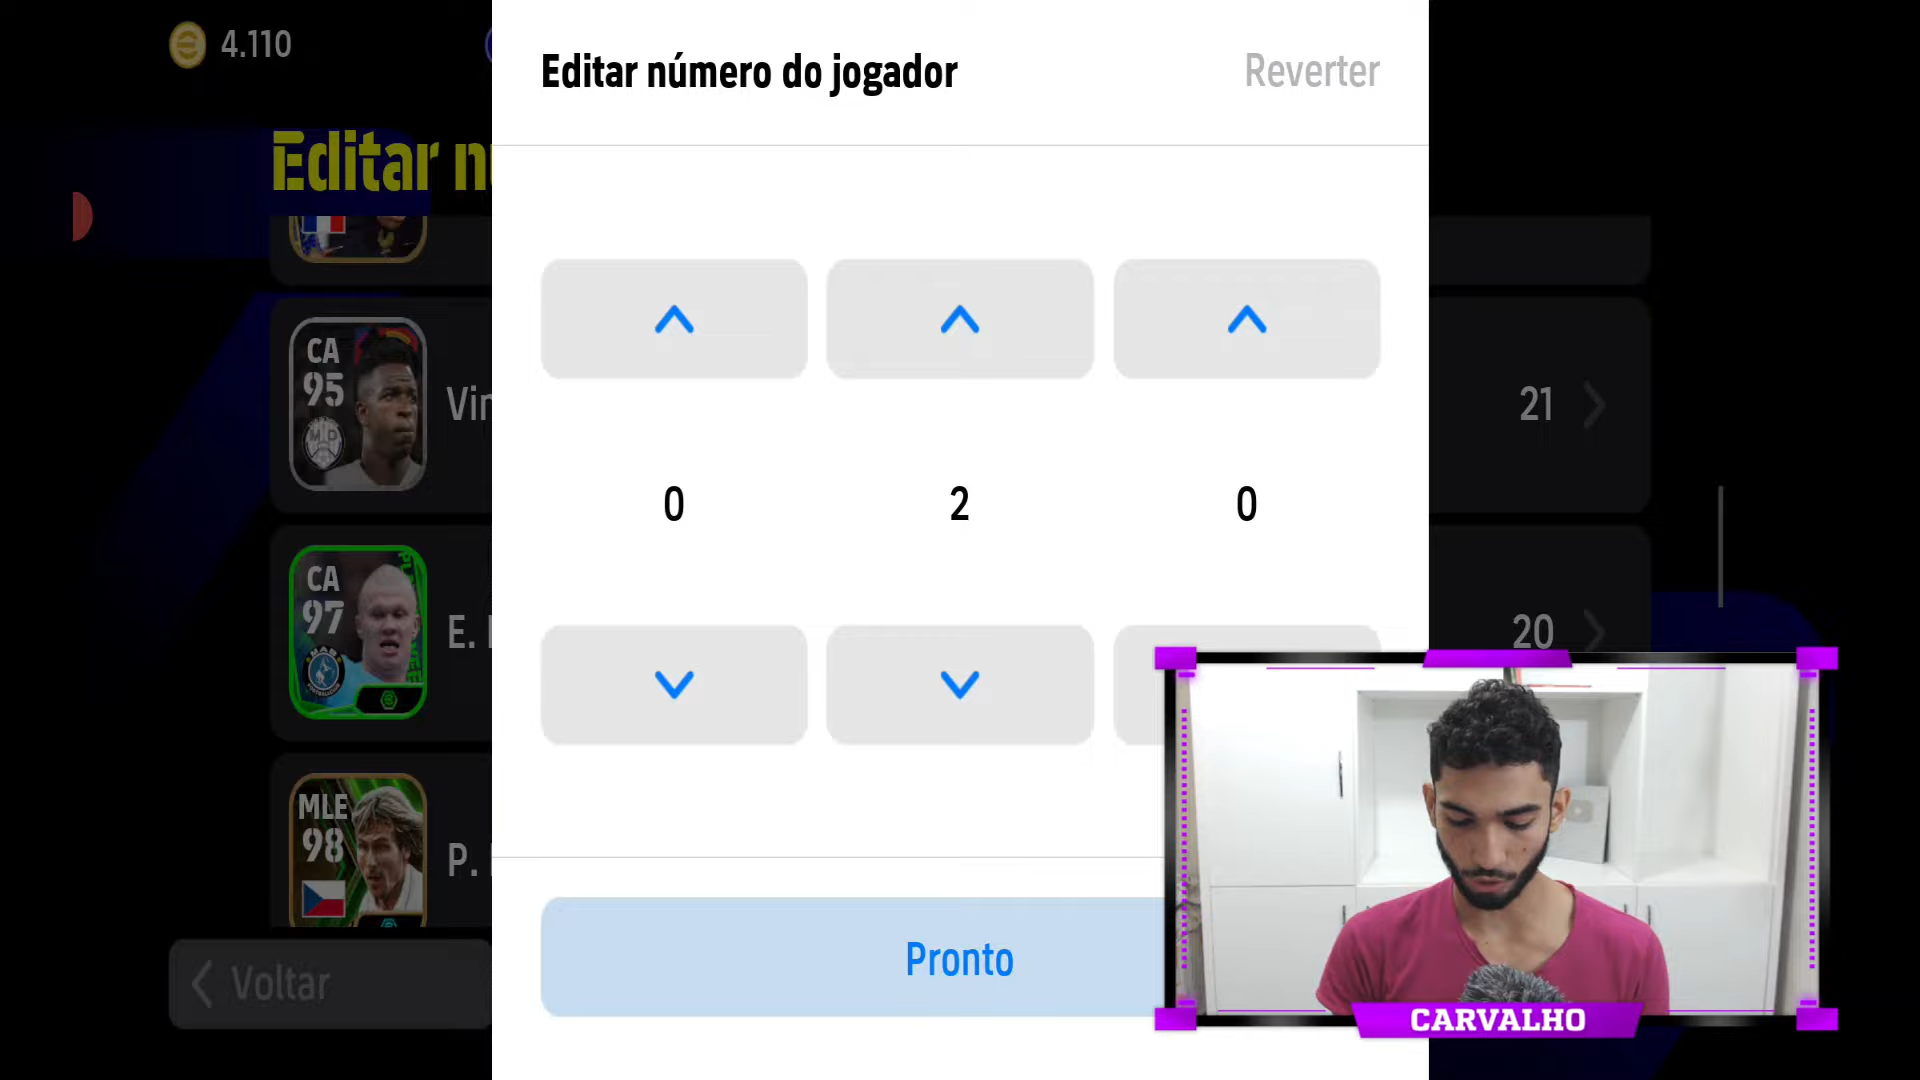 4.110
Editar número do jogador
Reverter
Editar
CA
95
Vin
21
0 2 0
CA
97
E.
20
MLE
98
P.
Pronto
Voltar
CARVALHO